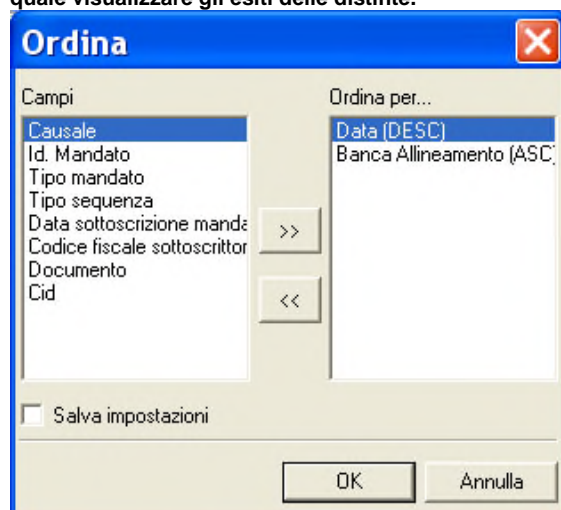 quale visualizzare gli esiti delle distinte.
Ordina
Campi
Ordina per...
Causale
Id. Mandato
Tipo mandato
Tipo sequenza
Data sottoscrizione manda
Codice fiscale sottoscrittor
Documento
Cid
Data (DESC)
Banca Allineamento (ASC)
>>
<<
Salva impostazioni
OK
Annulla